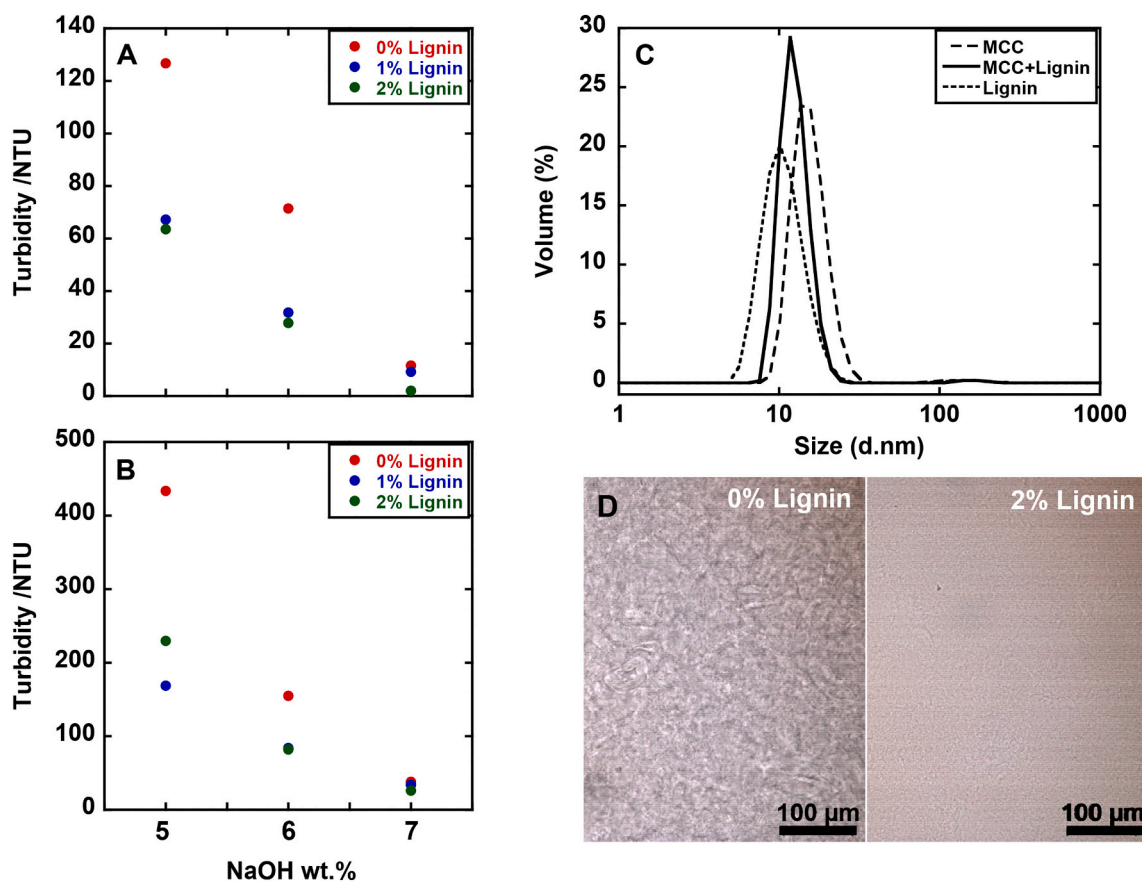 A
140
120
100
80
60
40
20
0
Turbidity /NTU
0% Lignin
1% Lignin
2% Lignin
B
500
400
300
200
100
0
Turbidity /NTU
0% Lignin
1% Lignin
2% Lignin
5 6 7
NaOH wt.%
C
30
25
20
15
10
5
0
Volume (%)
MCC
MCC+Lignin
Lignin
1 10 100 1000
Size (d.nm)
D
0% Lignin
2% Lignin
100 µm
100 µm